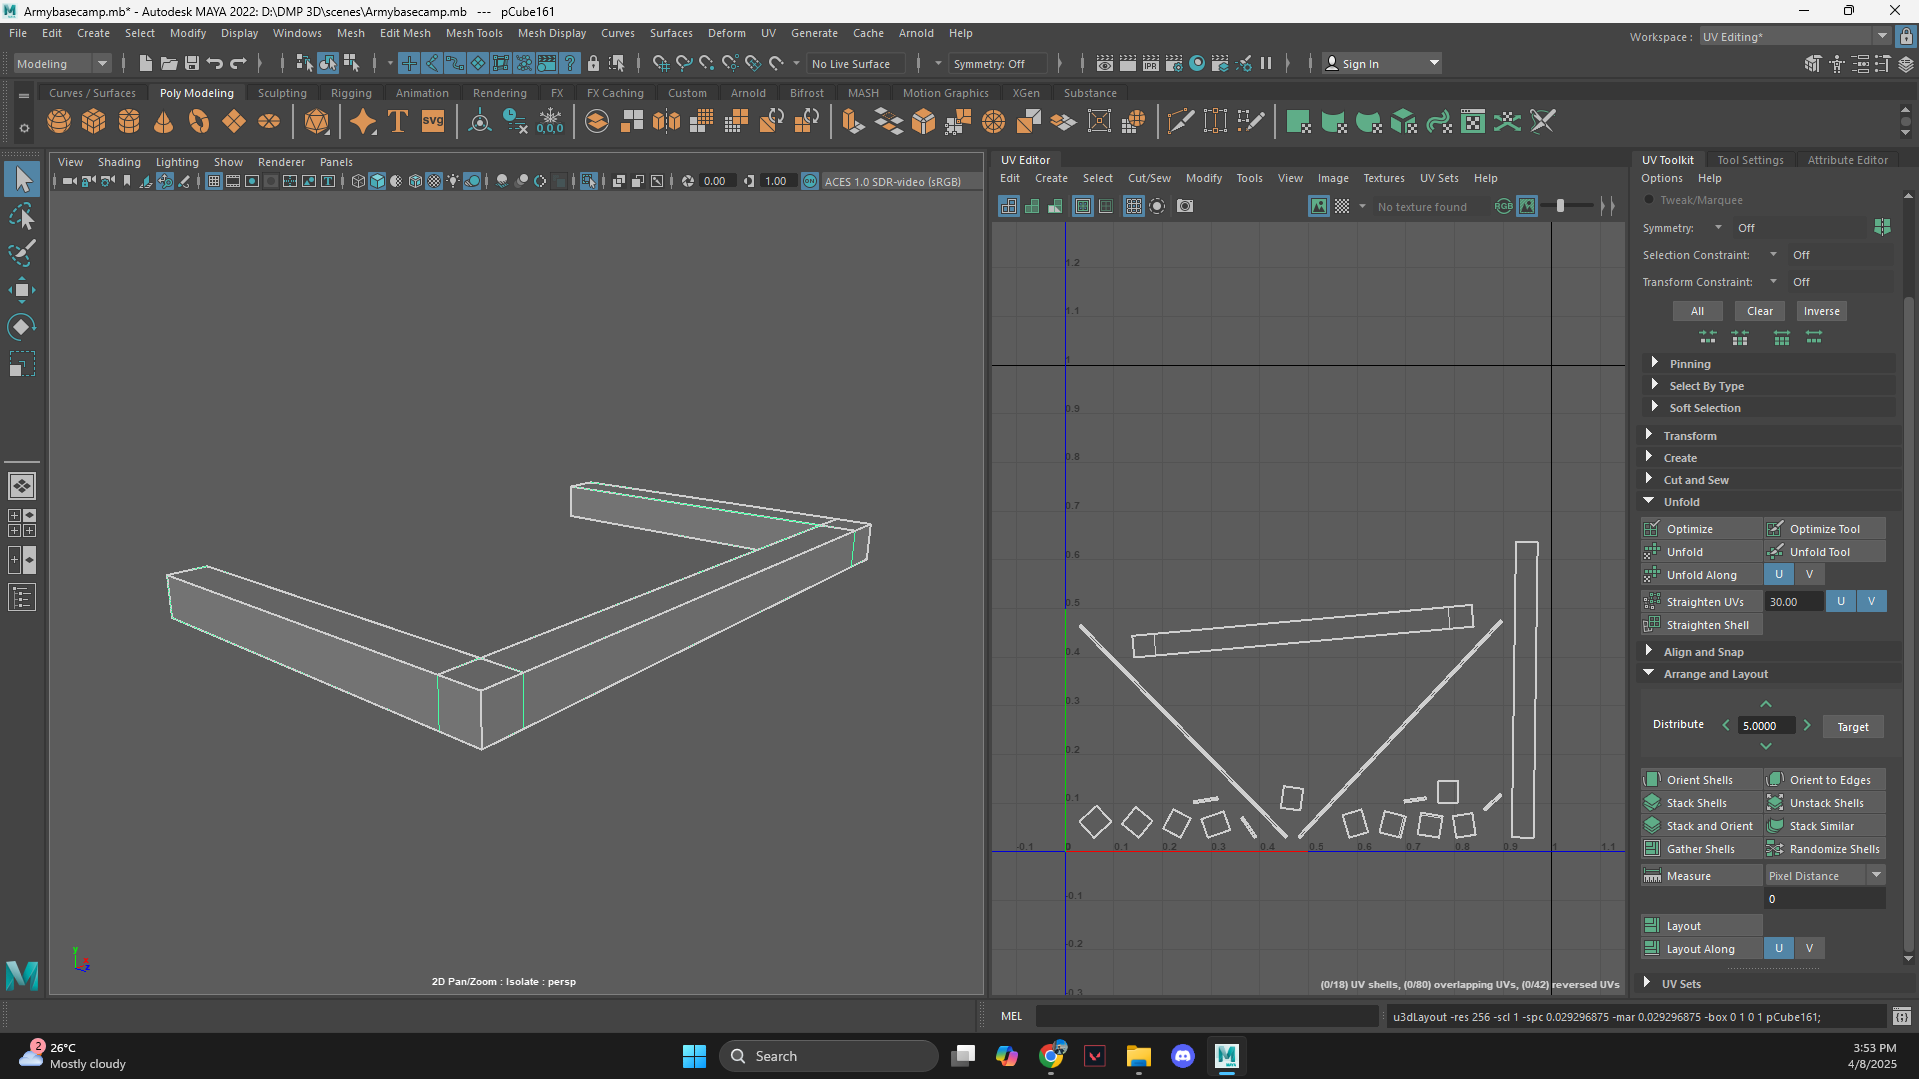 Armybasecamp.mb* - Autodesk MAYA 2022: D:\DMP 3D\scenes\Armybasecamp.mb --- pCube161
File Edit Create Select Modify Display Windows Mesh Edit Mesh Mesh Tools Mesh Display Curves Surfaces Deform UV Generate Cache Arnold Help
Workspace : UV Editing*
Modeling
No Live Surface
Symmetry: Off
Sign In
Curves / Surfaces Poly Modeling Sculpting Rigging Animation Rendering FX FX Caching Custom Arnold Bifrost MASH Motion Graphics XGen Substance
T
SVG
0,0,0
View Shading Lighting Show Renderer Panels
0.00
1.00
ACES 1.0 SDR-video (sRGB)
2D Pan/Zoom : Isolate : persp
y
x
z
UV Editor
Edit Create Select Cut/Sew Modify Tools View Image Textures UV Sets Help
No texture found
RGB
1.2
1.1
1
0.9
0.8
0.7
0.6
0.5
0.4
0.3
0.2
0.1
-0.1 0 0.1 0.2 0.3 0.4 0.5 0.6 0.7 0.8 0.9 1 1.1
-0.1
-0.2
-0.3
(0/18) UV shells, (0/80) overlapping UVs, (0/42) reversed UVs
UV Toolkit Tool Settings Attribute Editor
Options Help
Tweak/Marquee
Symmetry: Off
Selection Constraint: Off
Transform Constraint: Off
All Clear Inverse
Pinning
Select By Type
Soft Selection
Transform
Create
Cut and Sew
Unfold
Optimize Optimize Tool
Unfold Unfold Tool
Unfold Along U V
Straighten UVs 30.00 U V
Straighten Shell
Align and Snap
Arrange and Layout
Distribute 5.0000 Target
Orient Shells Orient to Edges
Stack Shells Unstack Shells
Stack and Orient Stack Similar
Gather Shells Randomize Shells
Measure Pixel Distance
0
Layout
Layout Along U V
UV Sets
MEL
u3dLayout -res 256 -scl 1 -spc 0.029296875 -mar 0.029296875 -box 0 1 0 1 pCube161;
2
26°C
Mostly cloudy
Search
3:53 PM
4/8/2025